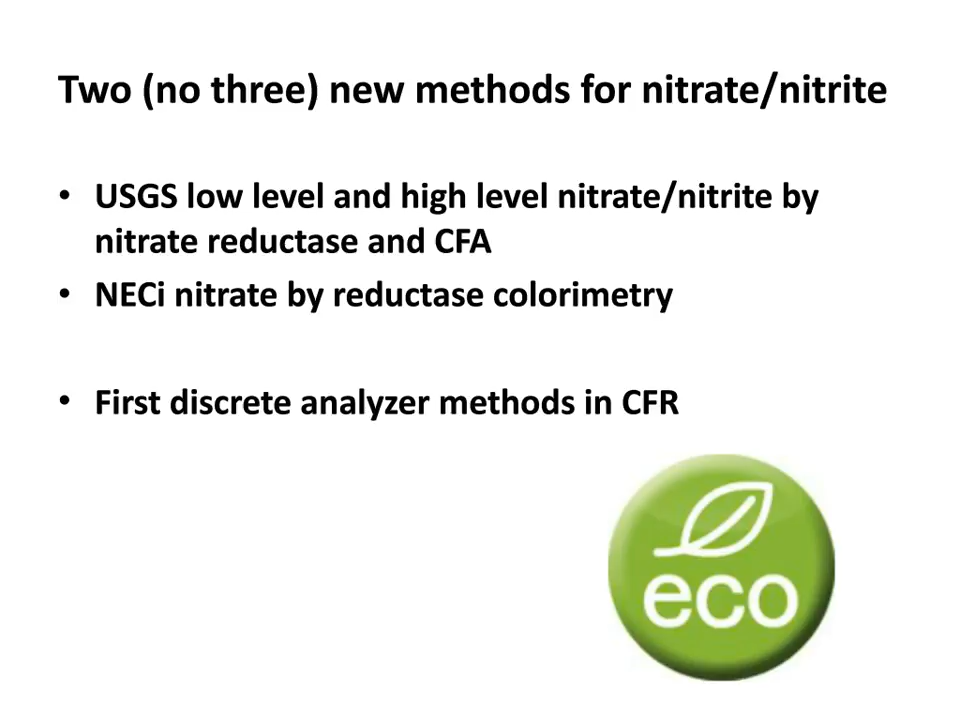 Two (no three) new methods for nitrate/nitrite
• USGS low level and high level nitrate/nitrite by
nitrate reductase and CFA
• NECi nitrate by reductase colorimetry
• First discrete analyzer methods in CFR
eco